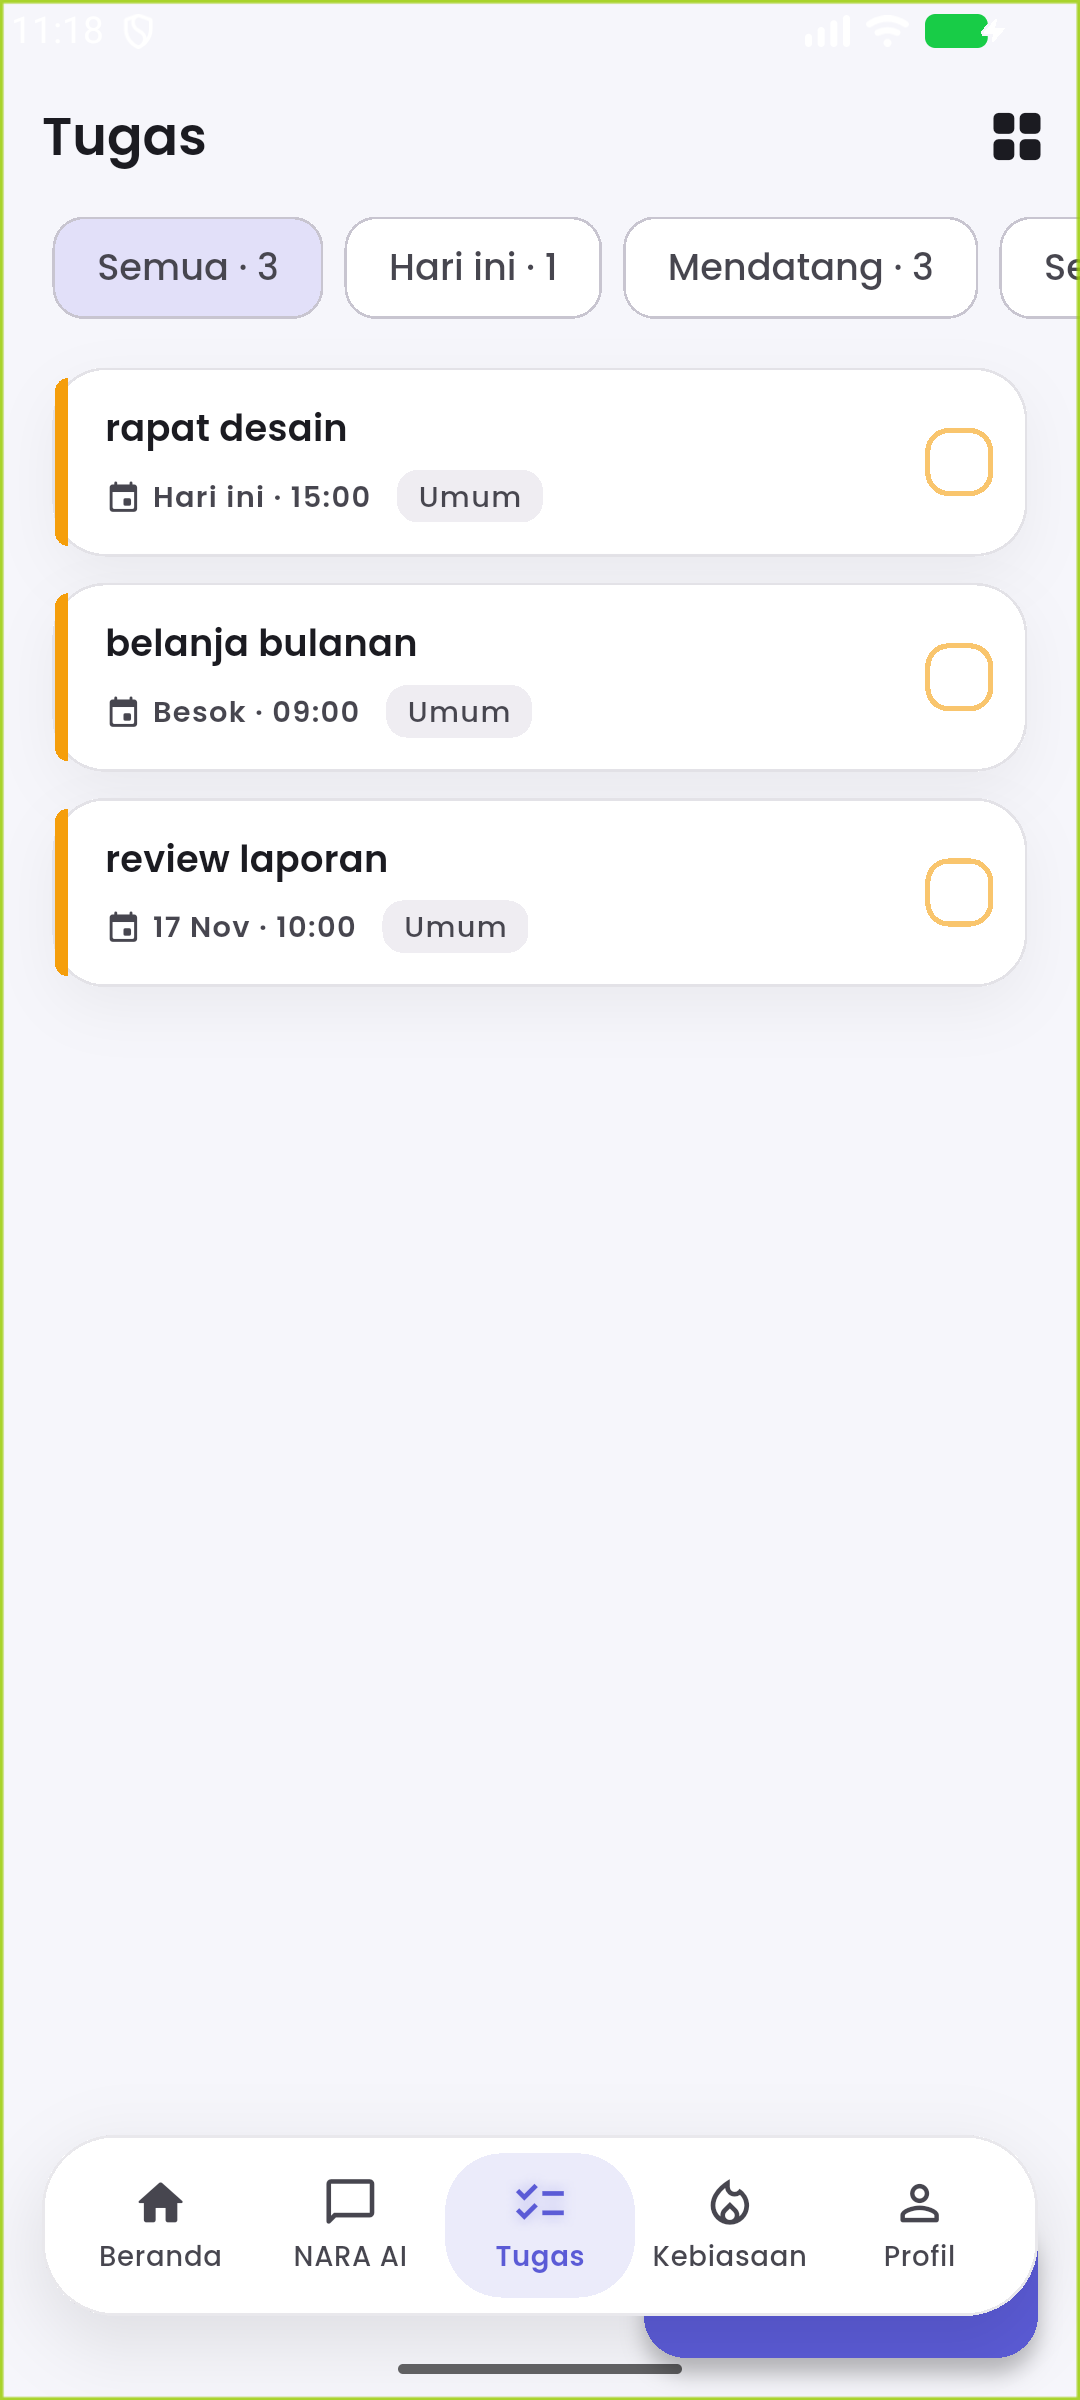 11:18
Tugas
Semua · 3
Hari ini · 1
Mendatang · 3
Se
rapat desain
Hari ini · 15:00
Umum
belanja bulanan
Besok · 09:00
Umum
review laporan
17 Nov · 10:00
Umum
Beranda
NARA AI
Tugas
Kebiasaan
Profil